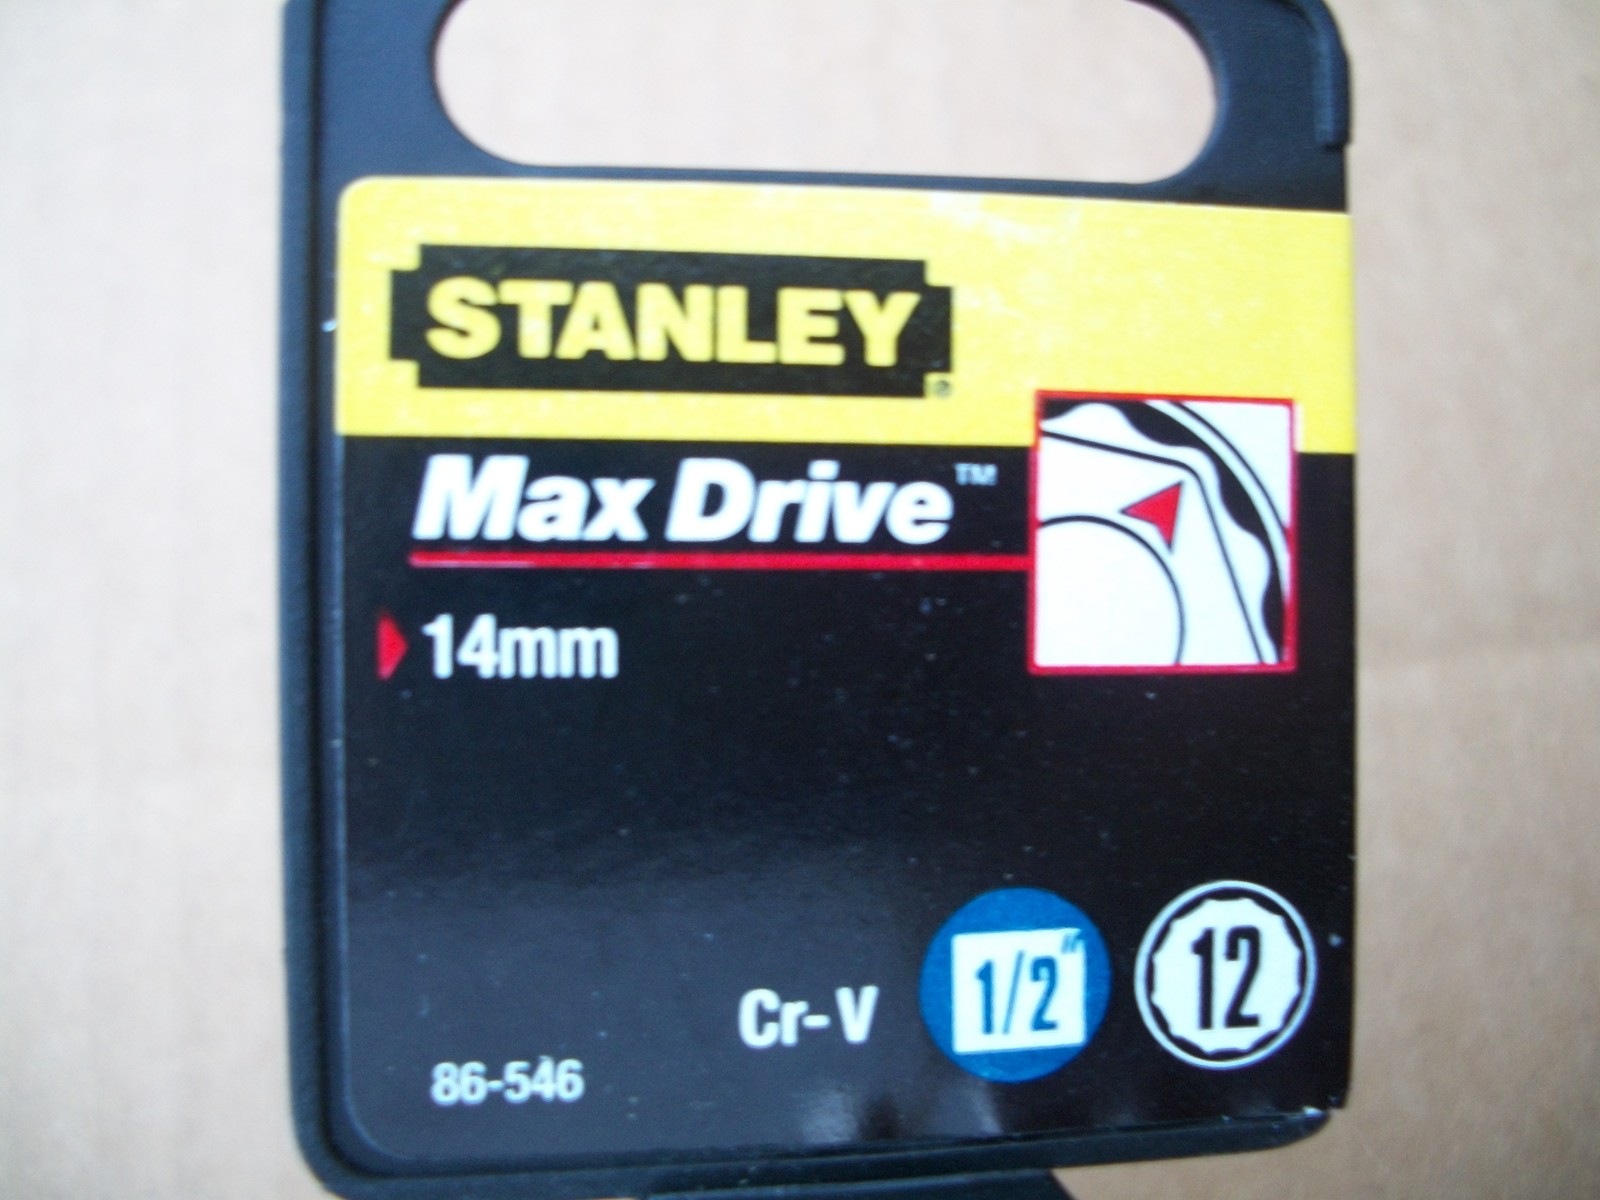 STANLEY®
Max Drive™
14mm
Cr-V
1/2"
12
86-546